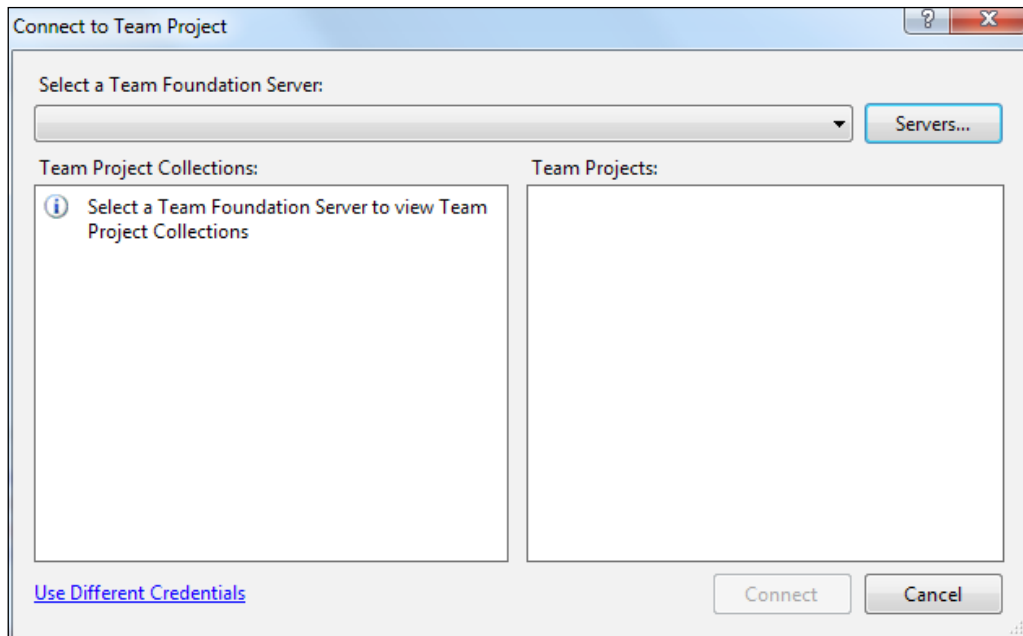 Connect to Team Project
Select a Team Foundation Server:
Servers...
Team Project Collections:
Team Projects:
Select a Team Foundation Server to view Team
Project Collections
Use Different Credentials
Connect
Cancel